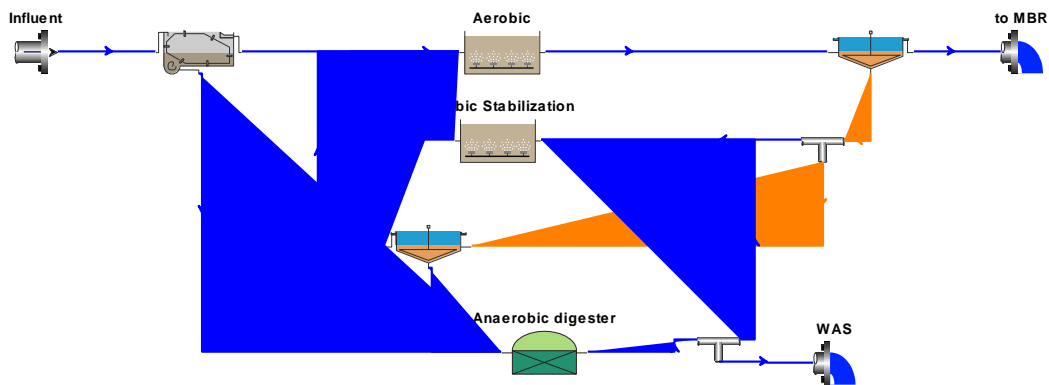 Influent
Aerobic
to MBR
bic Stabilization
Anaerobic digester
WAS